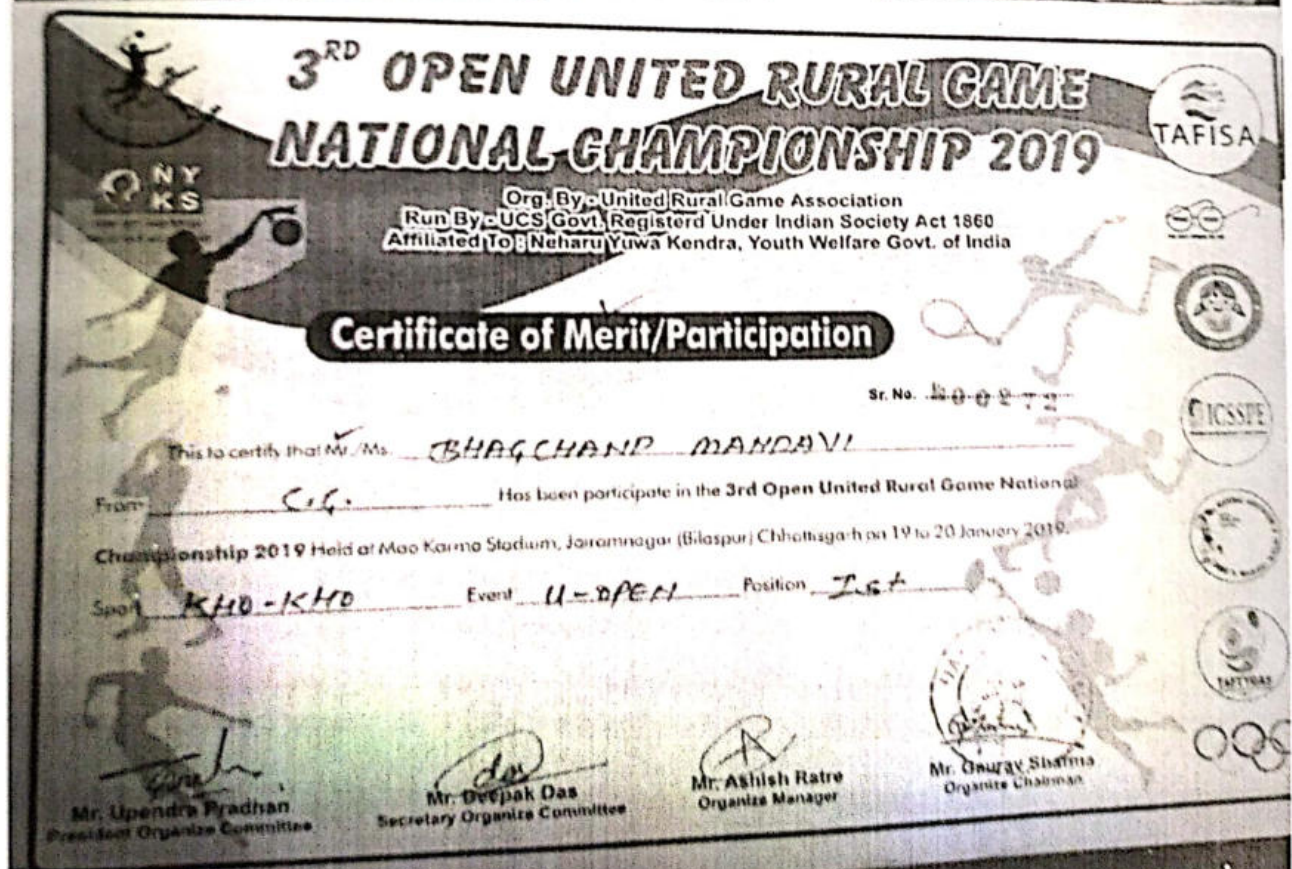 3RD OPEN UNITED RURAL GAME
NATIONAL CHAMPIONSHIP 2019
TAFISA
NYKS
Org. By - United Rural Game Association
Run By - UCS Govt. Registerd Under Indian Society Act 1860
Affiliated To : Neharu Yuwa Kendra, Youth Welfare Govt. of India
Certificate of Merit/Participation
Sr. No.
ICSSPE
This to certify that Mr./Ms. BHAGCHAND MANDAVI
From C.G. Has been participate in the 3rd Open United Rural Game National
Championship 2019 Held at Maa Karma Stadium, Jairamnagar (Bilaspur) Chhattisgarh on 19 to 20 January 2019.
Sport KHO-KHO Event U-OPEN Position Ist
TAFTYGAS
Mr. Upendra Pradhan
President Organize Committee
Mr. Deepak Das
Secretary Organize Committee
Mr. Ashish Ratre
Organize Manager
Mr. Gaurav Sharma
Organize Chairman